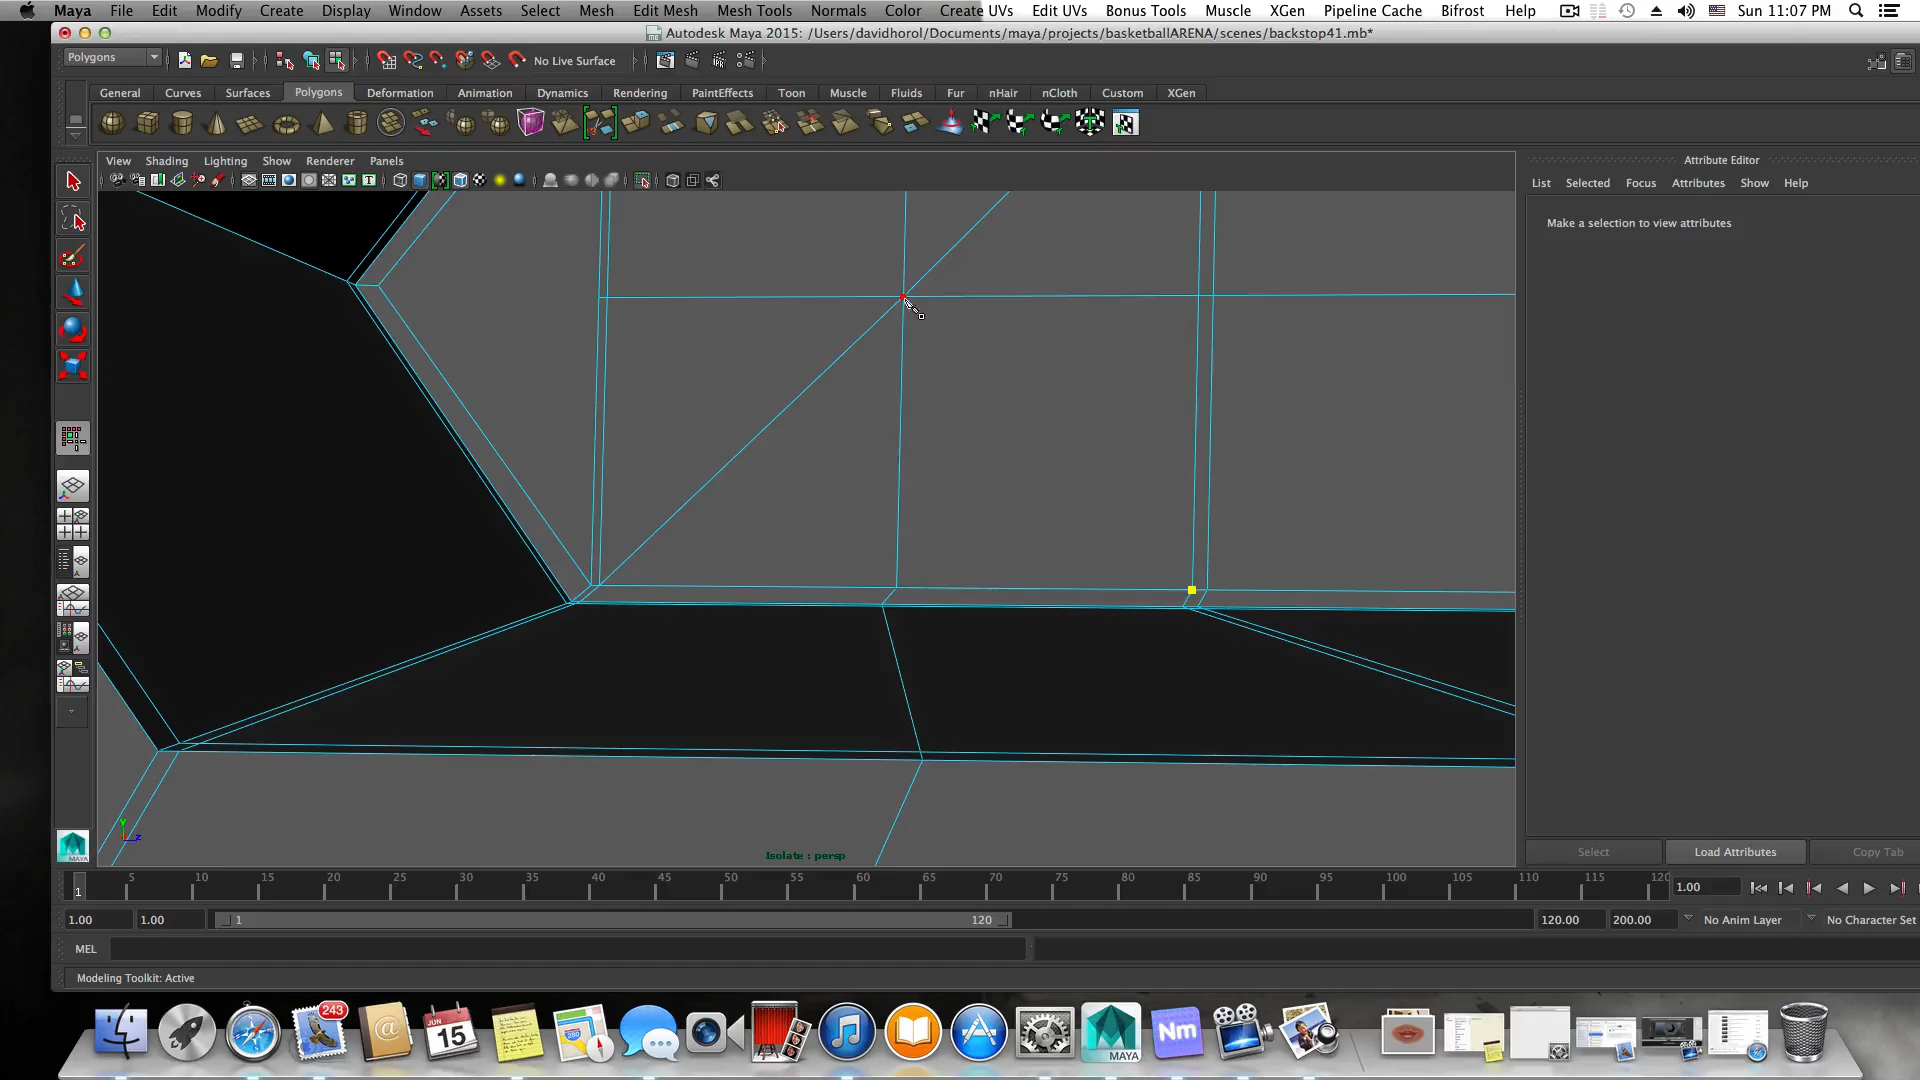 Maya File Edit Modify Create Display Window Assets Select Mesh Edit Mesh Mesh Tools Normals Color Create UVs Edit UVs Bonus Tools Muscle XGen Pipeline Cache Bifrost Help Sun 11:07 PM
Autodesk Maya 2015: /Users/davidhorol/Documents/maya/projects/basketballARENA/scenes/backstop41.mb*
Polygons No Live Surface
General Curves Surfaces Polygons Deformation Animation Dynamics Rendering PaintEffects Toon Muscle Fluids Fur nHair nCloth Custom XGen
View Shading Lighting Show Renderer Panels
Attribute Editor
List Selected Focus Attributes Show Help
Make a selection to view attributes
y
z
Isolate : persp
Select Load Attributes Copy Tab
1 5 10 15 20 25 30 35 40 45 50 55 60 65 70 75 80 85 90 95 100 105 110 115 120 1.00
1.00 1.00 1 120 120.00 200.00 No Anim Layer No Character Set
MEL
Modeling Toolkit: Active
243
JUN
15
280
Nm
MAYA
MAYA